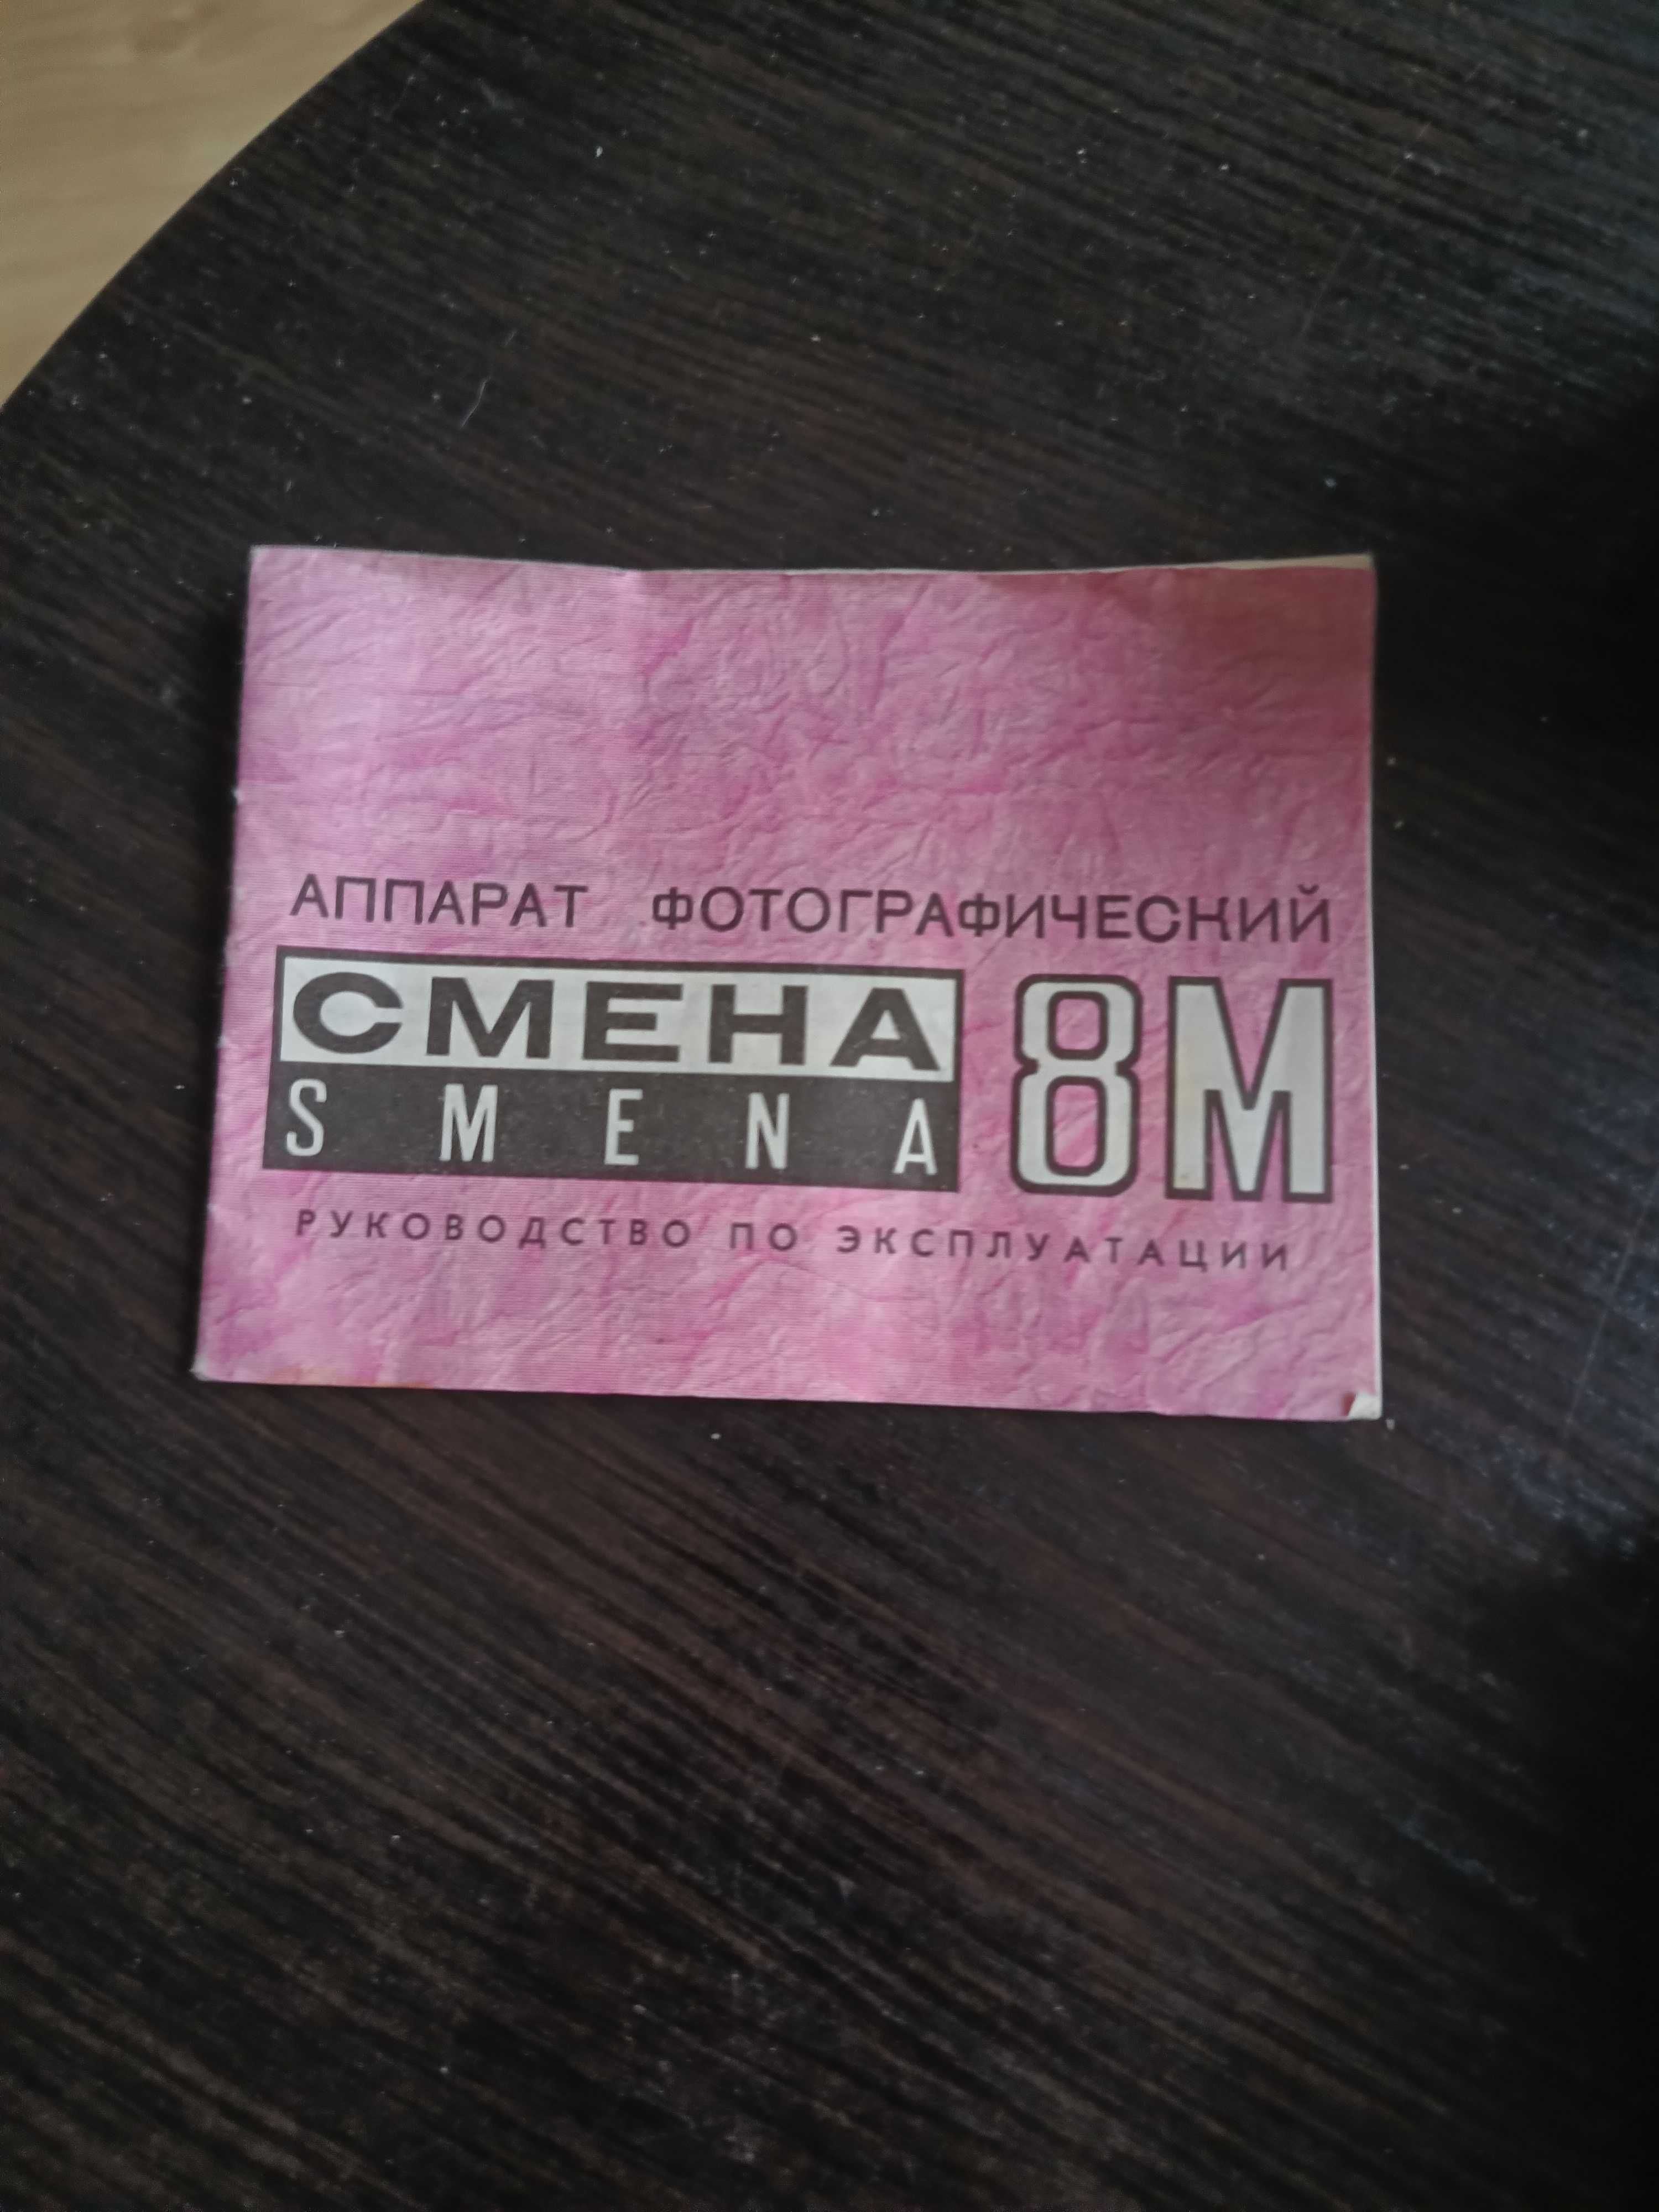 АППАРАТ ФОТОГРАФИЧЕСКИЙ
СМЕНА 8М
SMENA
РУКОВОДСТВО ПО ЭКСПЛУАТАЦИИ